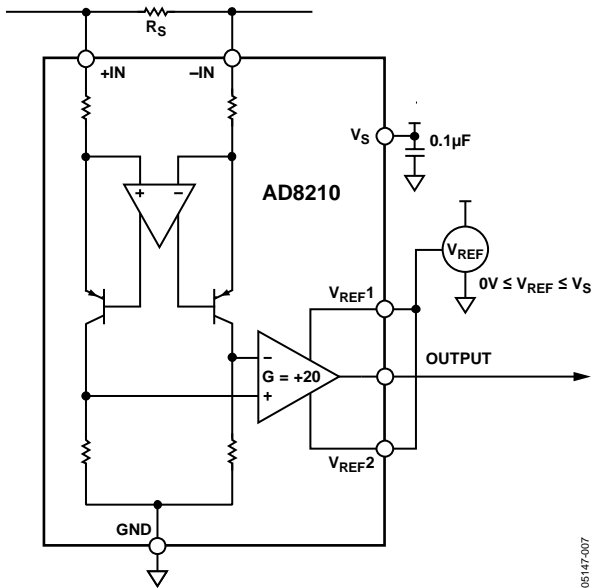 R_S
+IN
–IN
V_S
0.1µF
AD8210
+ –
V_REF
0V ≤ V_REF ≤ V_S
V_REF1
–
G = +20
+
OUTPUT
V_REF2
GND
05147-007